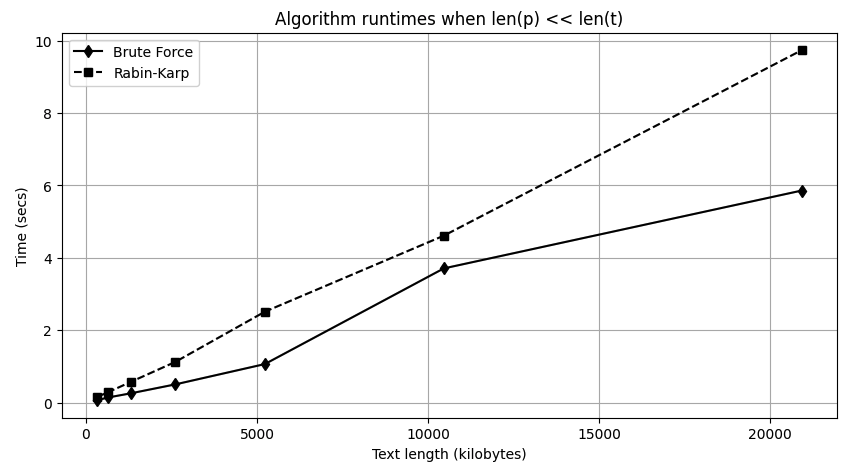 Algorithm runtimes when len(p) << len(t)
Brute Force
Rabin-Karp
10
8
6
4
2
0
Time (secs)
0 5000 10000 15000 20000
Text length (kilobytes)